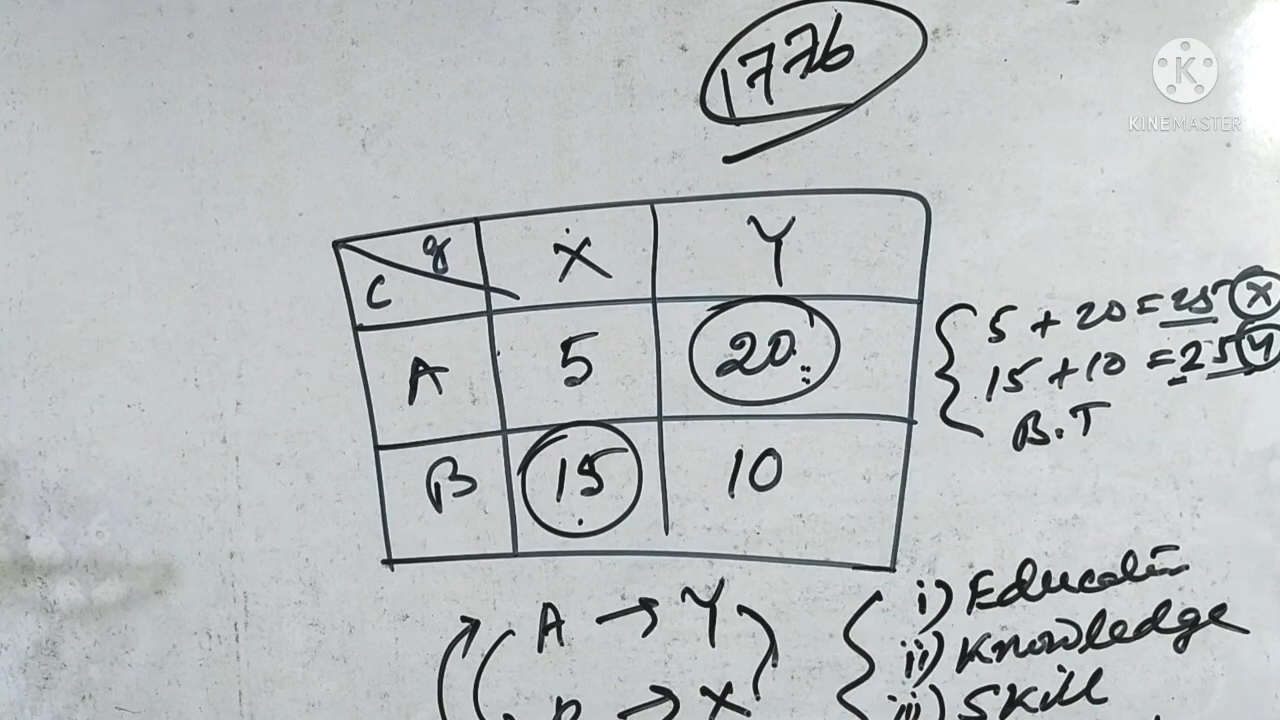 1776
KINEMASTER
g X Y
C
A 5 20
B 15 10
5 + 20 = 25 X
15 + 10 = 25 Y
B.T
A → Y
B → X
i) Education
ii) Knowledge
iii) Skill